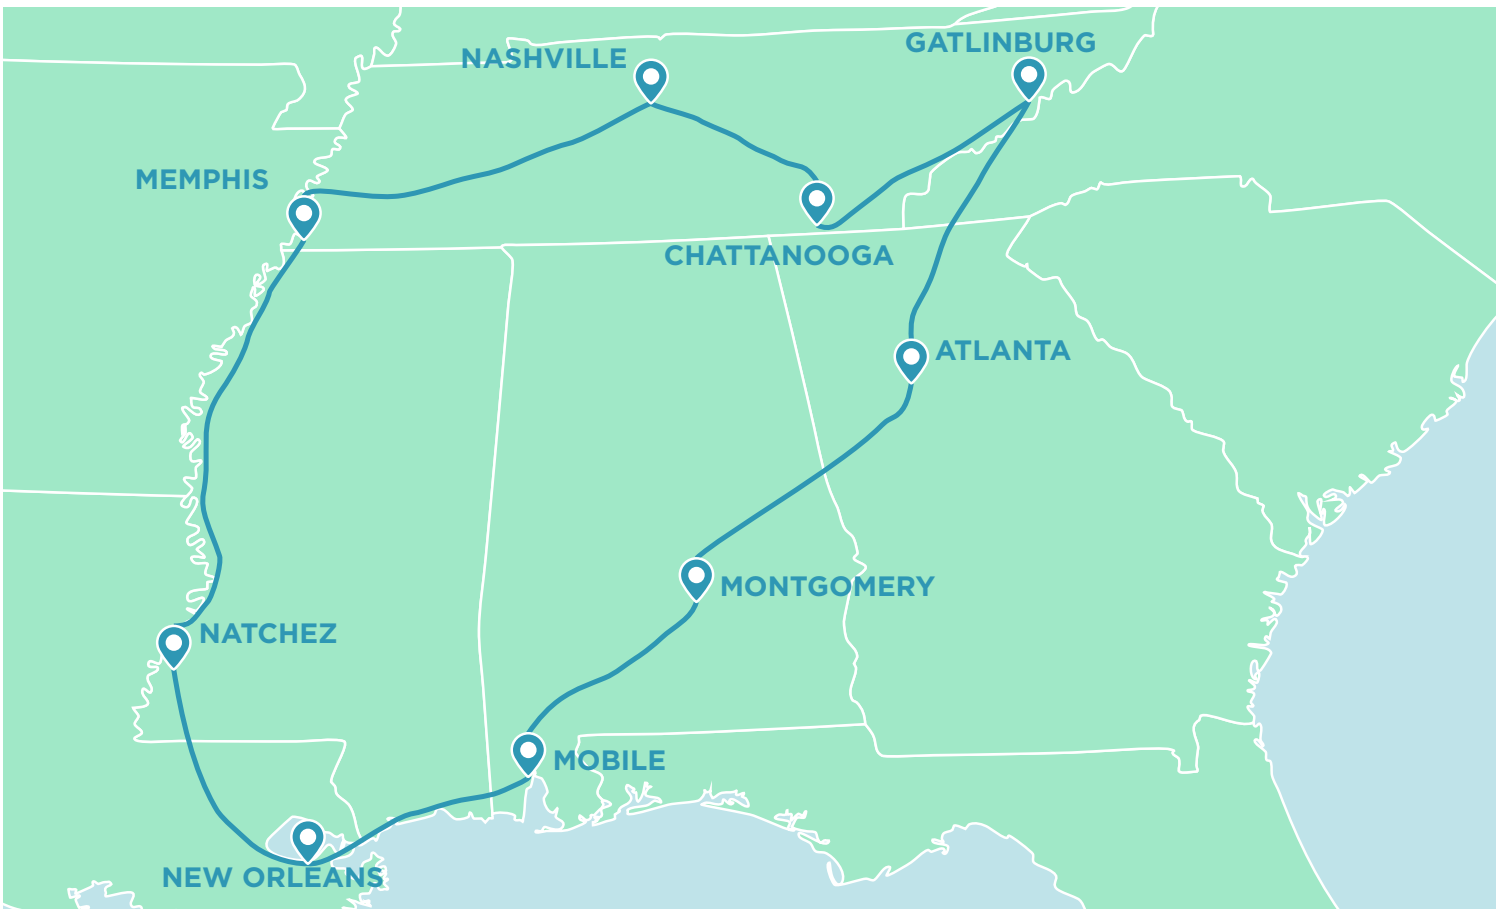 GATLINBURG
NASHVILLE
MEMPHIS
CHATTANOOGA
ATLANTA
MONTGOMERY
NATCHEZ
MOBILE
NEW ORLEANS